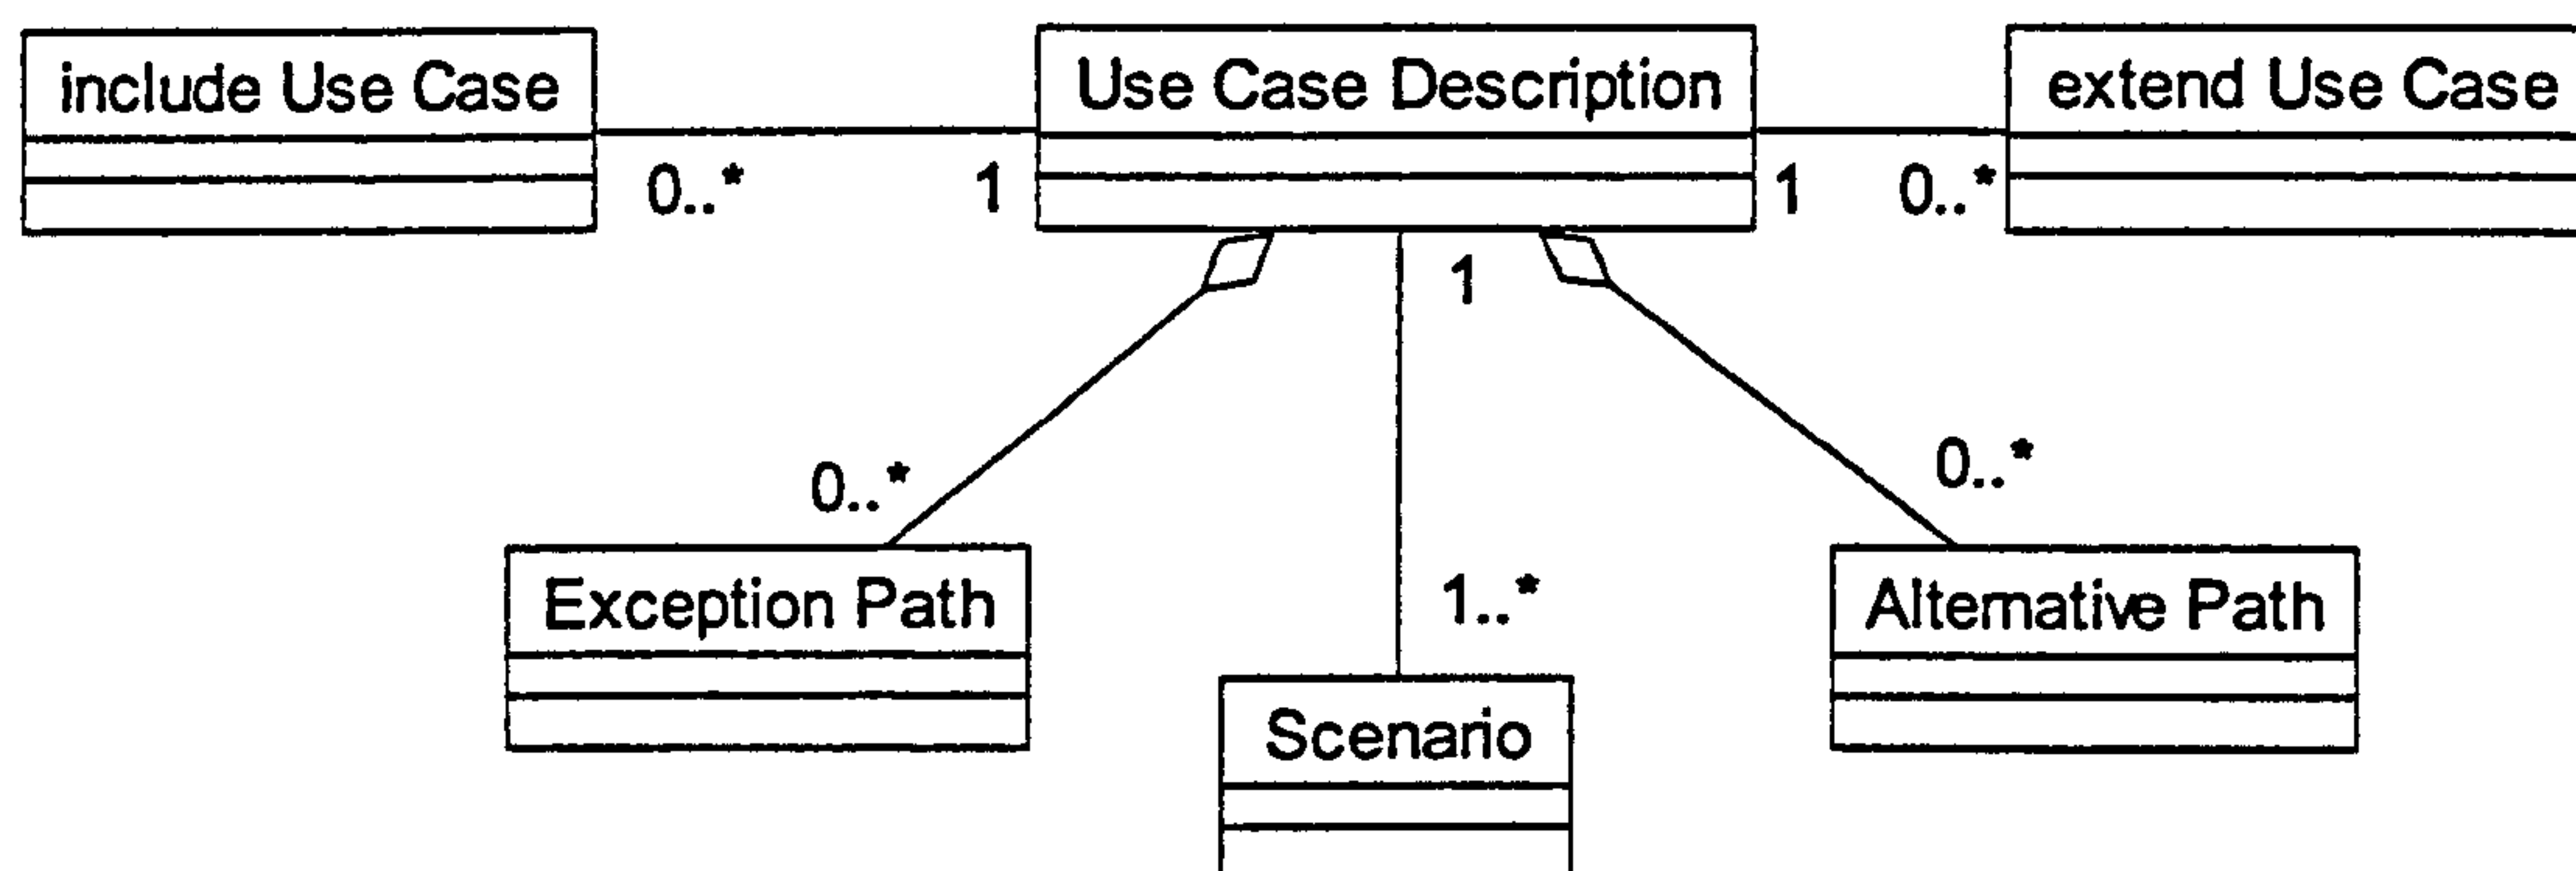 include Use Case
Use Case Description
extend Use Case
0..*
1
1
0..*
1
0..*
0..*
Exception Path
1..*
Alternative Path
Scenario